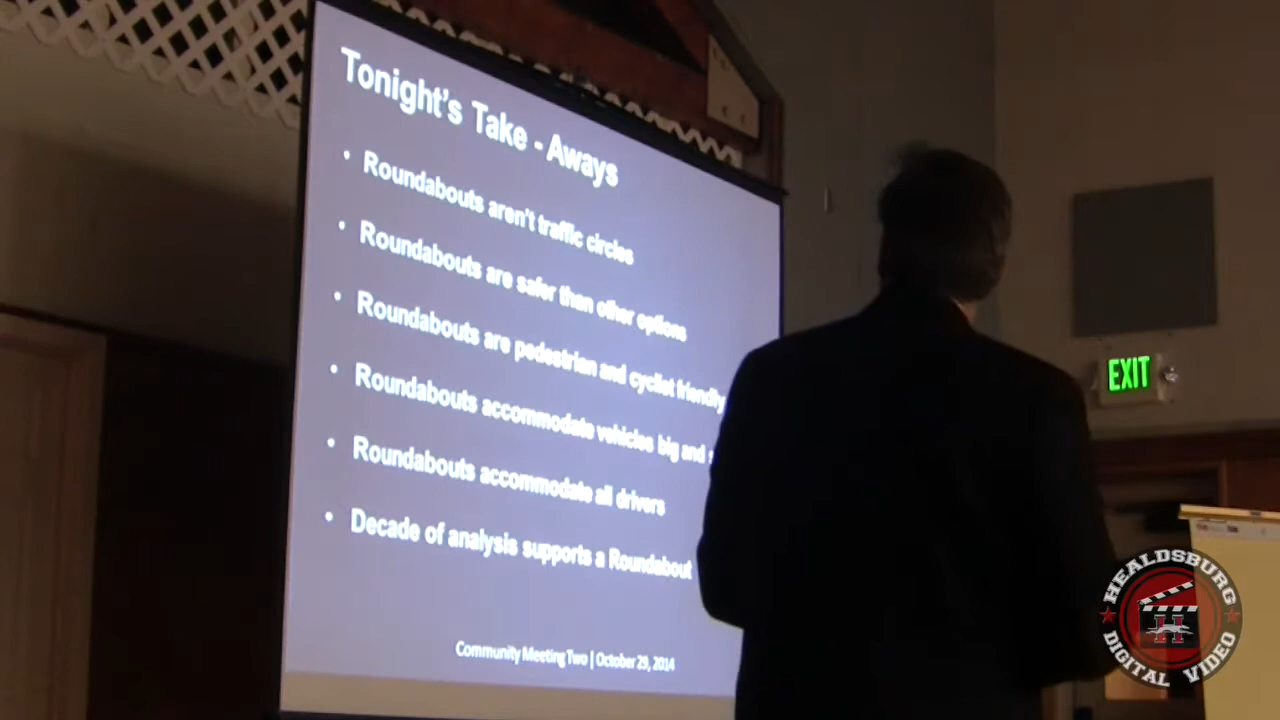 Tonight's Take - Aways
• Roundabouts aren't traffic circles
• Roundabouts are safer than other options
• Roundabouts are pedestrian and cyclist friendly
• Roundabouts accommodate vehicles big and
• Roundabouts accommodate all drivers
• Decade of analysis supports a Roundabout
Community Meeting Two | October 29, 2014
EXIT
HEALDSBURG
H
DIGITAL VIDEO